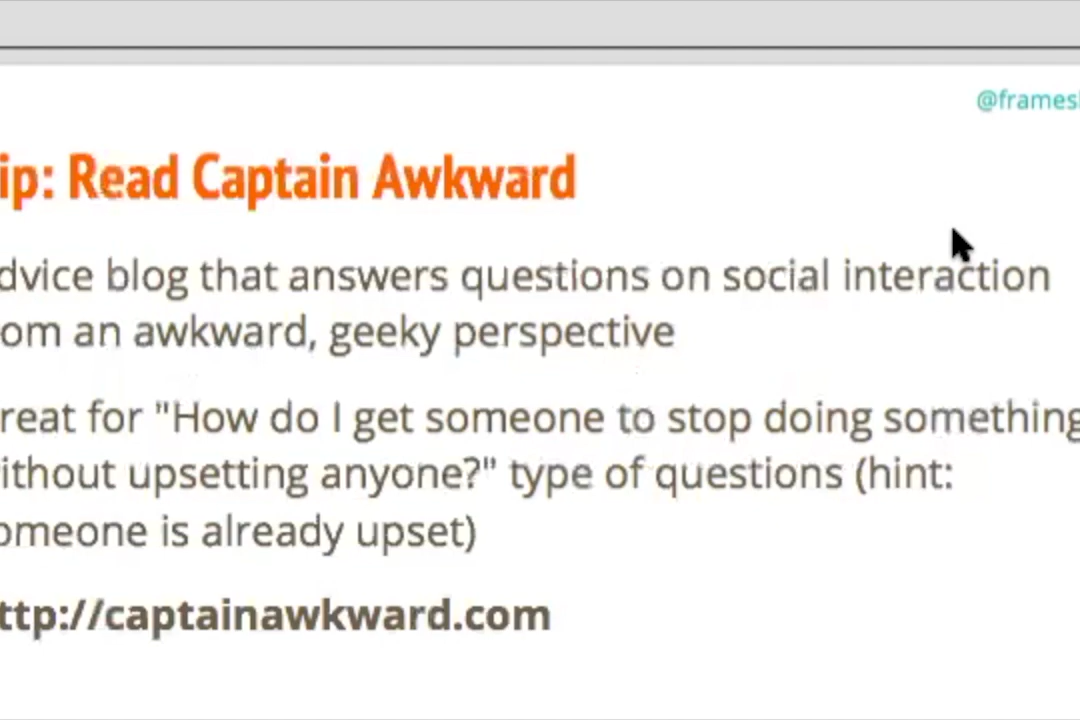 @frames
ip: Read Captain Awkward
dvice blog that answers questions on social interaction
om an awkward, geeky perspective
reat for "How do I get someone to stop doing something
ithout upsetting anyone?" type of questions (hint:
omeone is already upset)
ttp://captainawkward.com